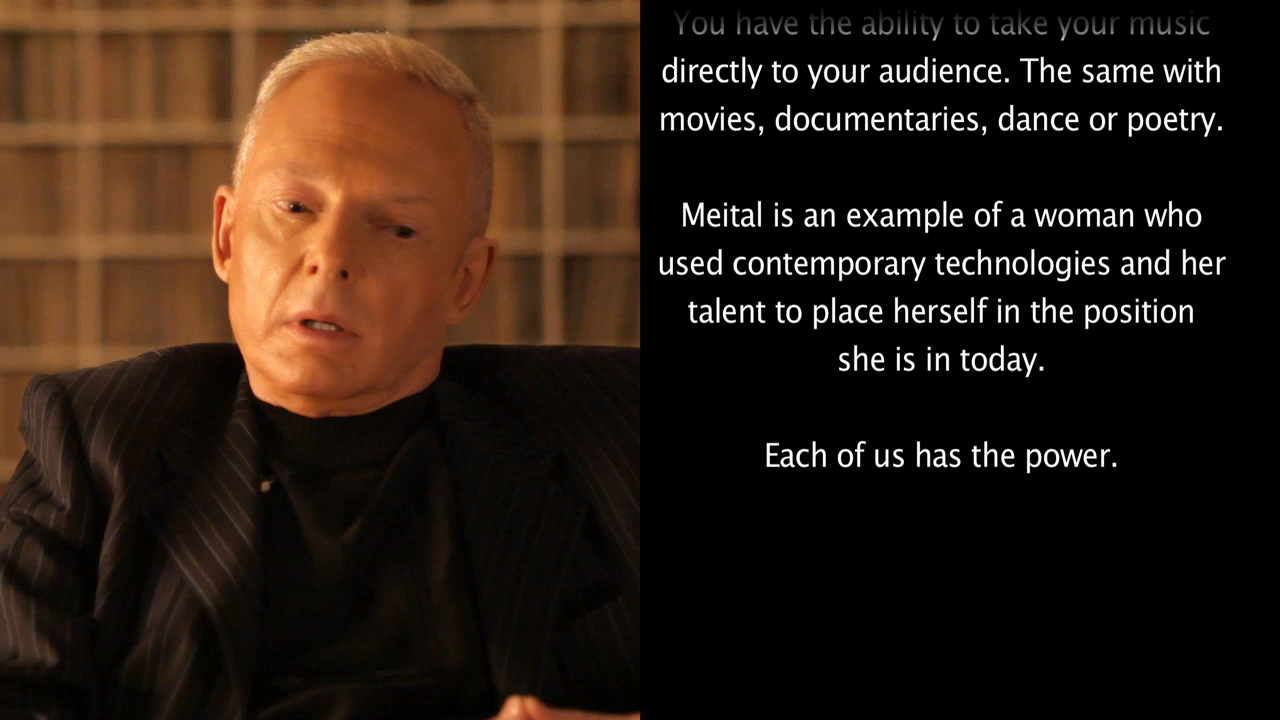 You have the ability to take your music
directly to your audience. The same with
movies, documentaries, dance or poetry.
Meital is an example of a woman who
used contemporary technologies and her
talent to place herself in the position
she is in today.
Each of us has the power.